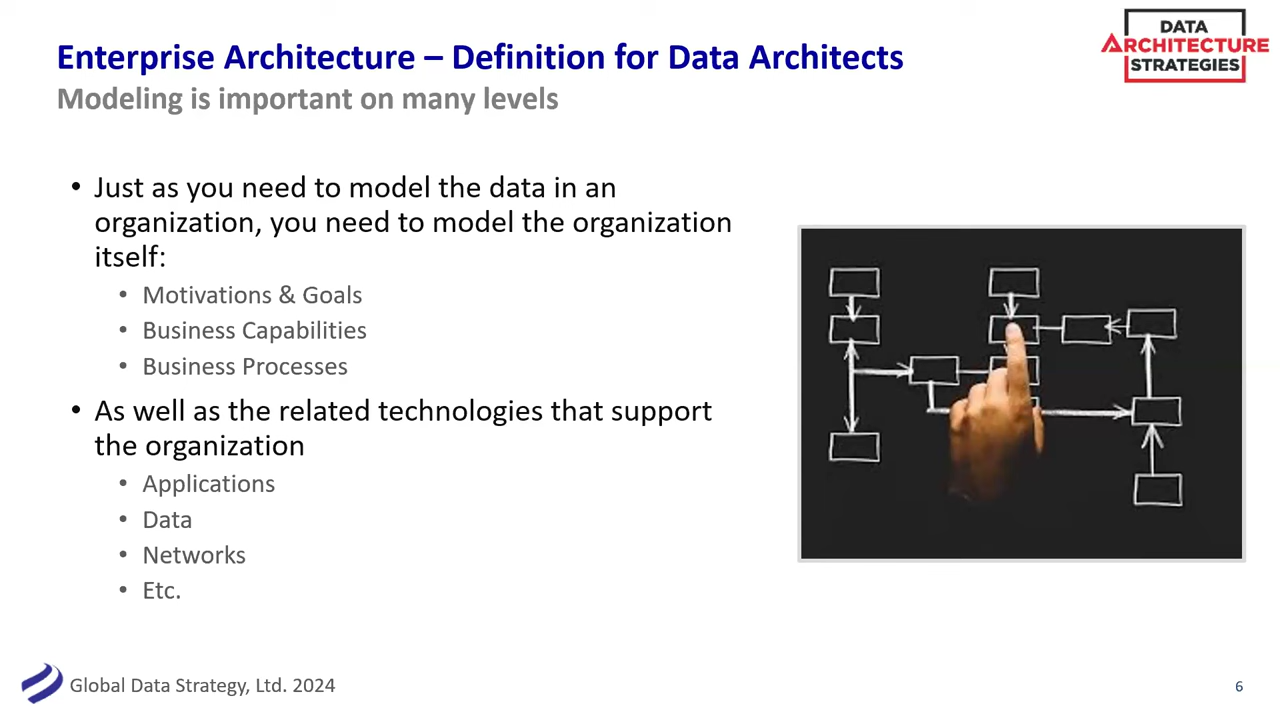 Enterprise Architecture – Definition for Data Architects
Modeling is important on many levels
DATA
ARCHITECTURE
STRATEGIES
• Just as you need to model the data in an
organization, you need to model the organization
itself:
• Motivations & Goals
• Business Capabilities
• Business Processes
• As well as the related technologies that support
the organization
• Applications
• Data
• Networks
• Etc.
Global Data Strategy, Ltd. 2024
6